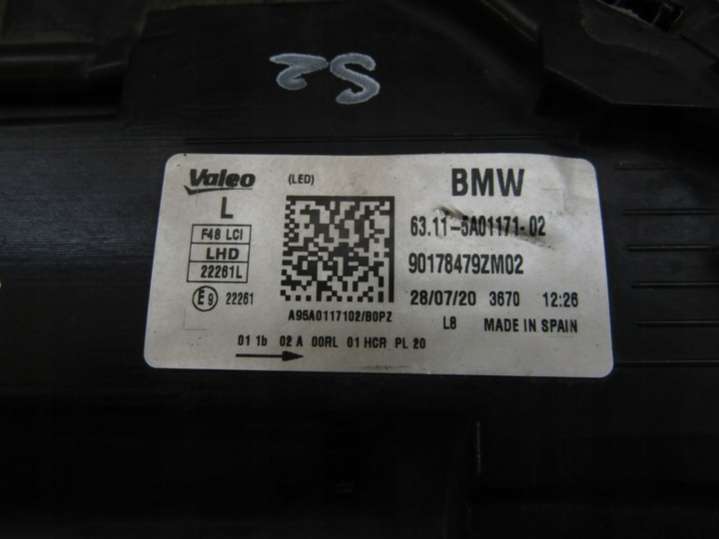 S2
Valeo
(LED)
BMW
L
F48 LCI
LHD
22261L
E9 22261
63.11-5A01171-02
90178479ZM02
28/07/20 3670 12:26
A95A0117102/B0PZ
L8 MADE IN SPAIN
01 1b 02 A 00RL 01 HCR PL 20